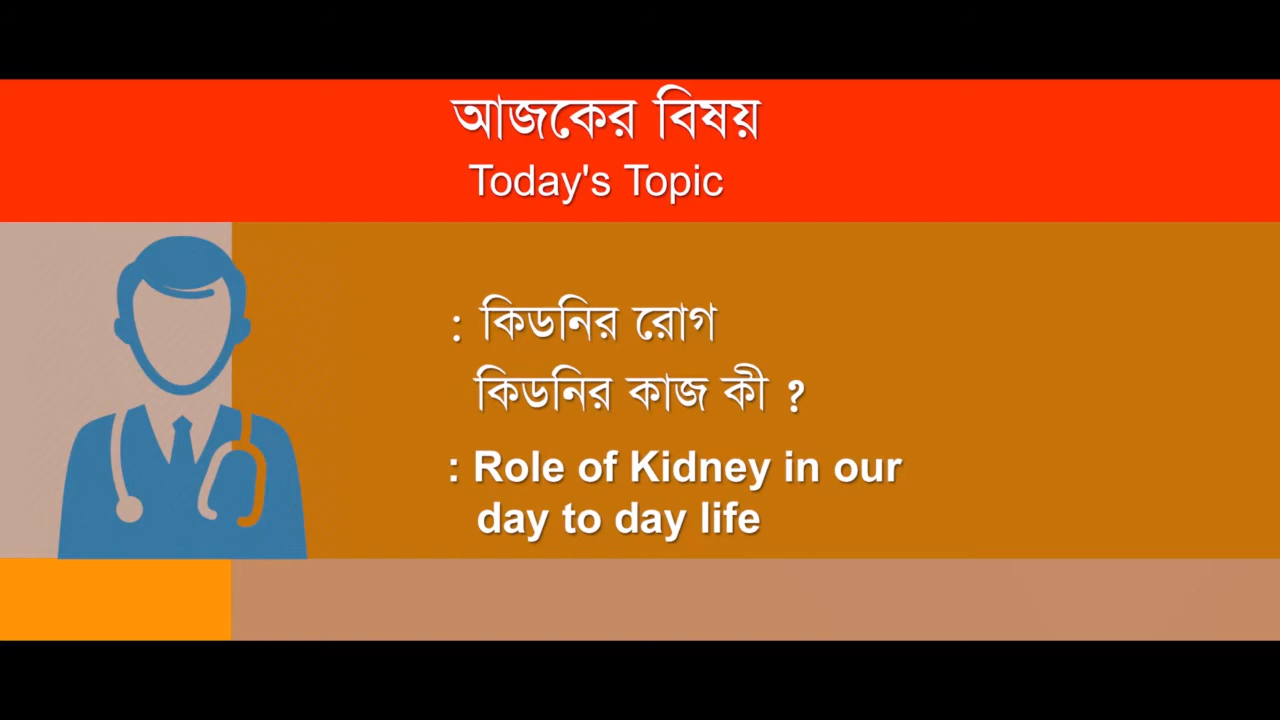 আজকের বিষয়
Today's Topic
: কিডনির রোগ
কিডনির কাজ কী ?
: Role of Kidney in our
day to day life